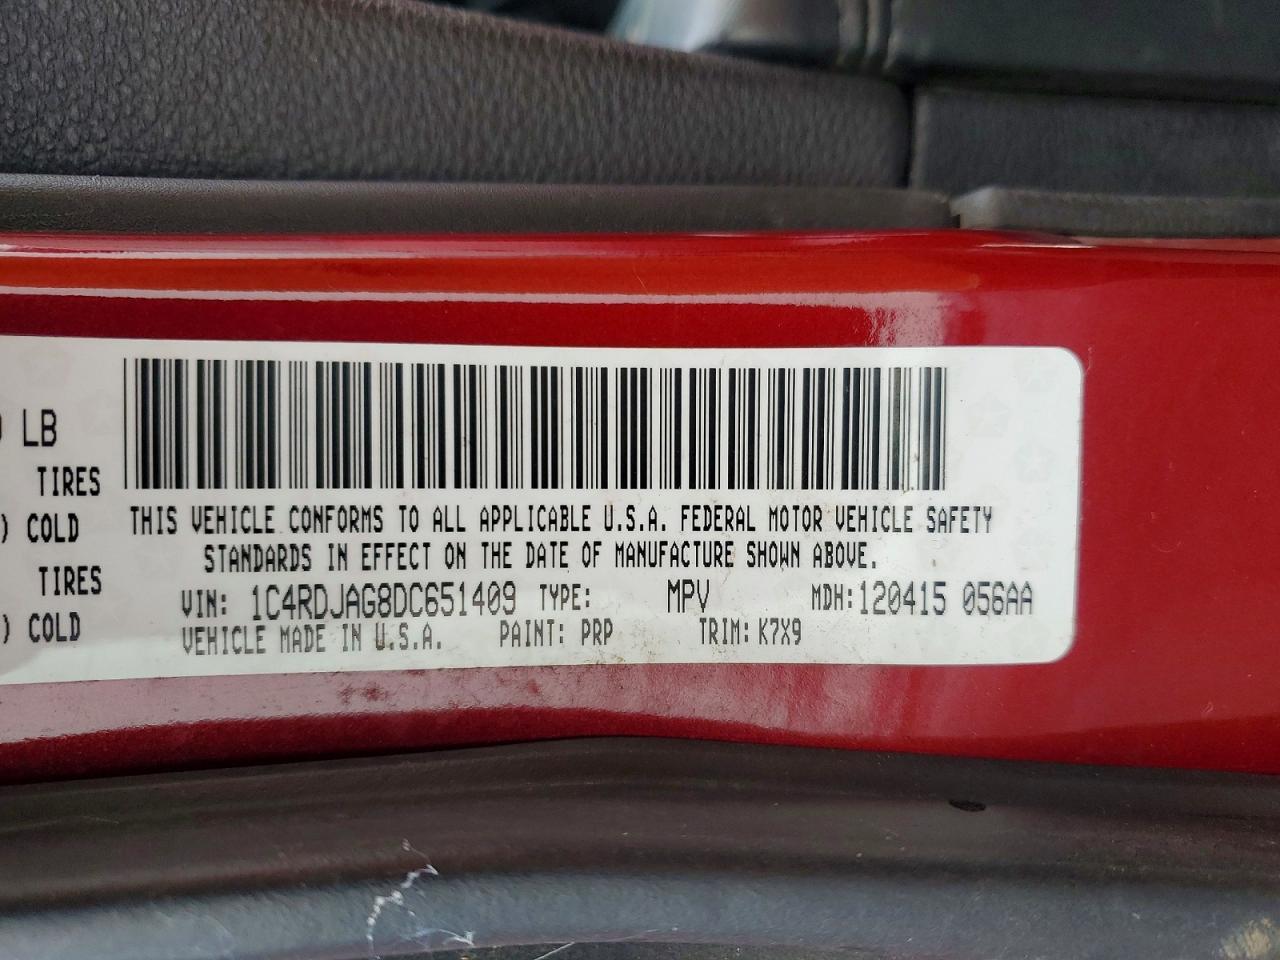 LB
TIRES
) COLD
TIRES
) COLD
THIS VEHICLE CONFORMS TO ALL APPLICABLE U.S.A. FEDERAL MOTOR VEHICLE SAFETY
STANDARDS IN EFFECT ON THE DATE OF MANUFACTURE SHOWN ABOVE.
VIN: 1C4RDJAG8DC651409 TYPE: MPV MDH:120415 056AA
VEHICLE MADE IN U.S.A. PAINT: PRP TRIM: K7X9